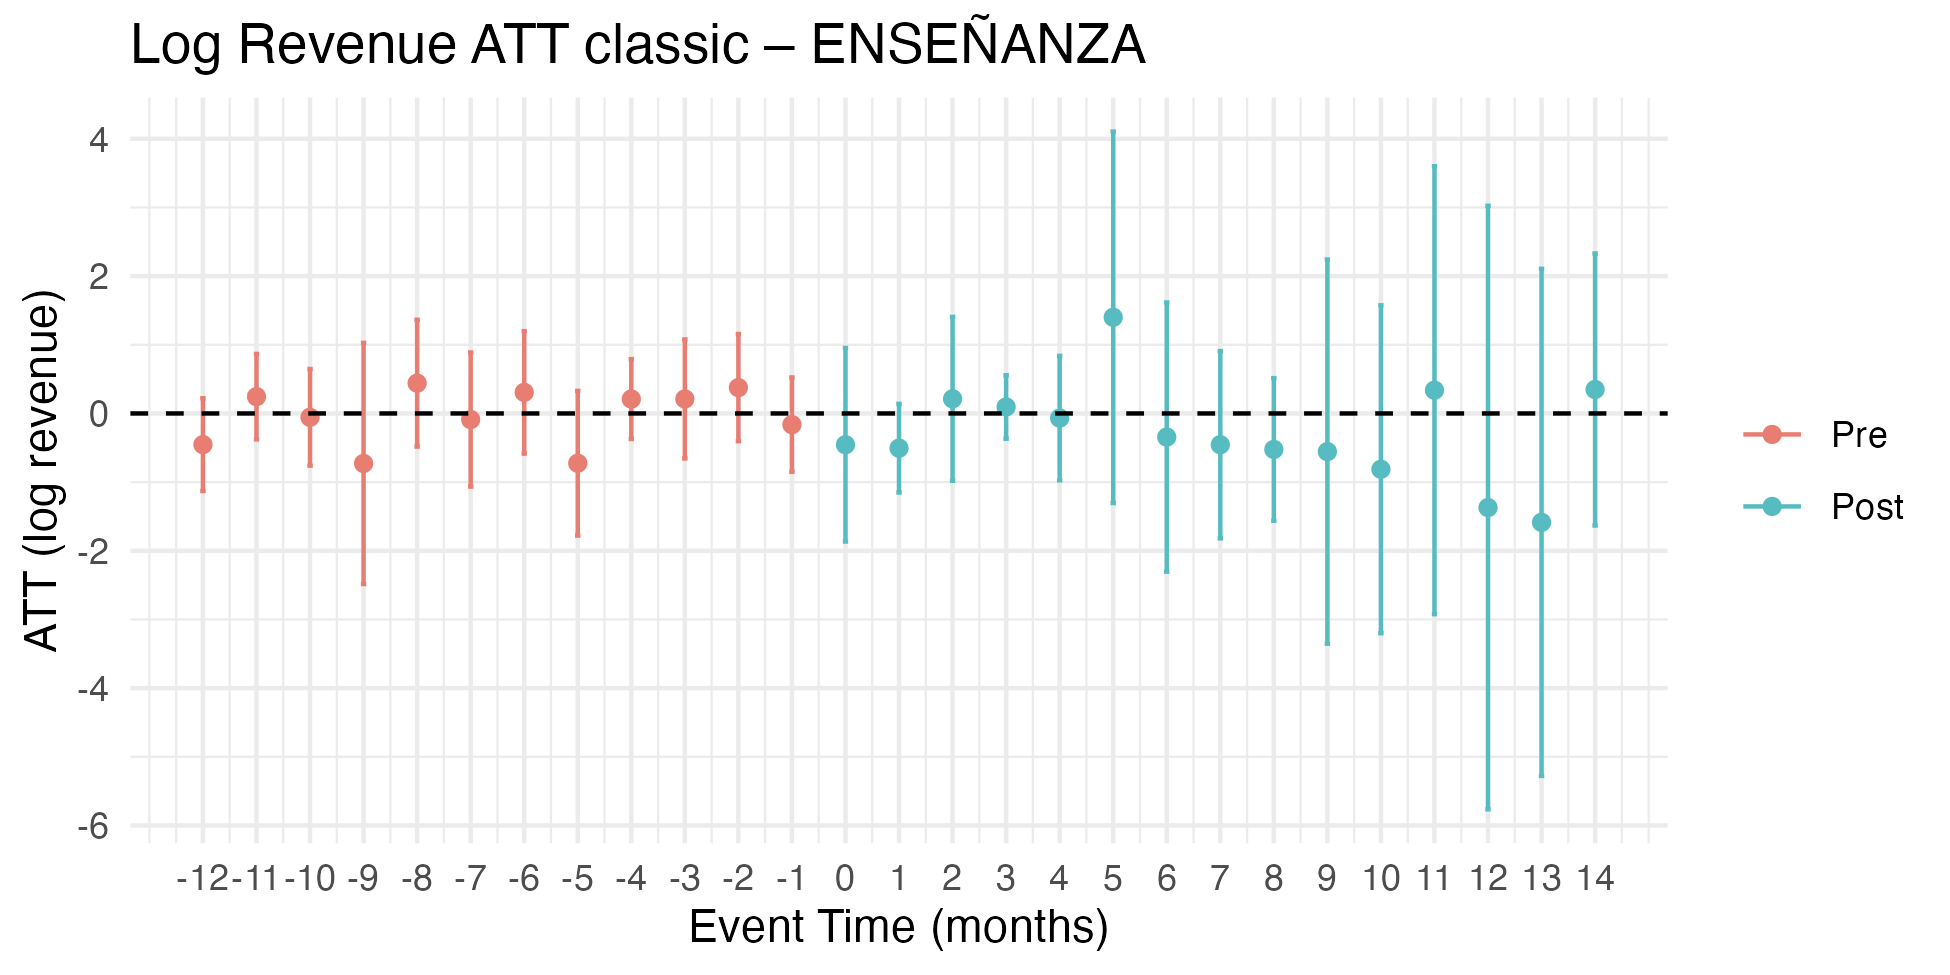 Log Revenue ATT classic – ENSEÑANZA
ATT (log revenue)
4
2
0
-2
-4
-6
-12 -11 -10 -9 -8 -7 -6 -5 -4 -3 -2 -1 0 1 2 3 4 5 6 7 8 9 10 11 12 13 14
Event Time (months)
Pre
Post